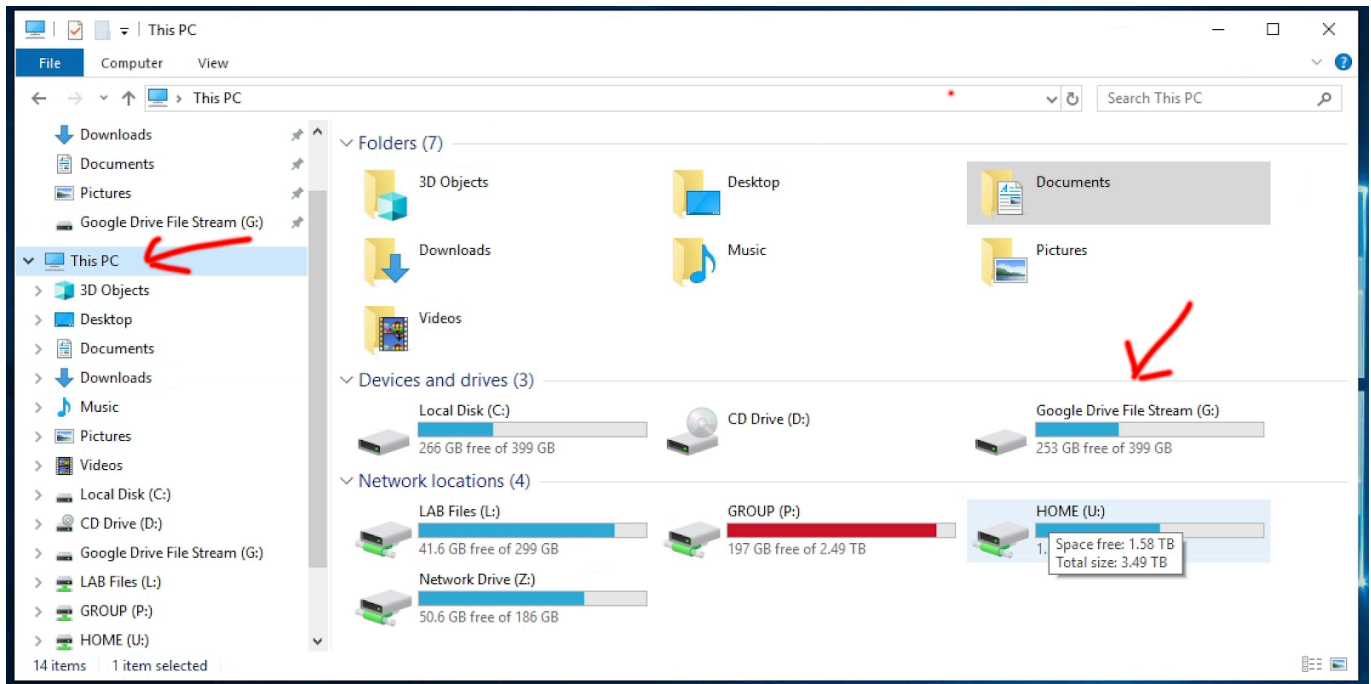 This PC
File Computer View
This PC
Search This PC
Downloads
Documents
Pictures
Google Drive File Stream (G:)
This PC
3D Objects
Desktop
Documents
Downloads
Music
Pictures
Videos
Local Disk (C:)
CD Drive (D:)
Google Drive File Stream (G:)
LAB Files (L:)
GROUP (P:)
HOME (U:)
Folders (7)
3D Objects
Desktop
Documents
Downloads
Music
Pictures
Videos
Devices and drives (3)
Local Disk (C:)
266 GB free of 399 GB
CD Drive (D:)
Google Drive File Stream (G:)
253 GB free of 399 GB
Network locations (4)
LAB Files (L:)
41.6 GB free of 299 GB
GROUP (P:)
197 GB free of 2.49 TB
HOME (U:)
1.
Space free: 1.58 TB
Total size: 3.49 TB
Network Drive (Z:)
50.6 GB free of 186 GB
14 items 1 item selected